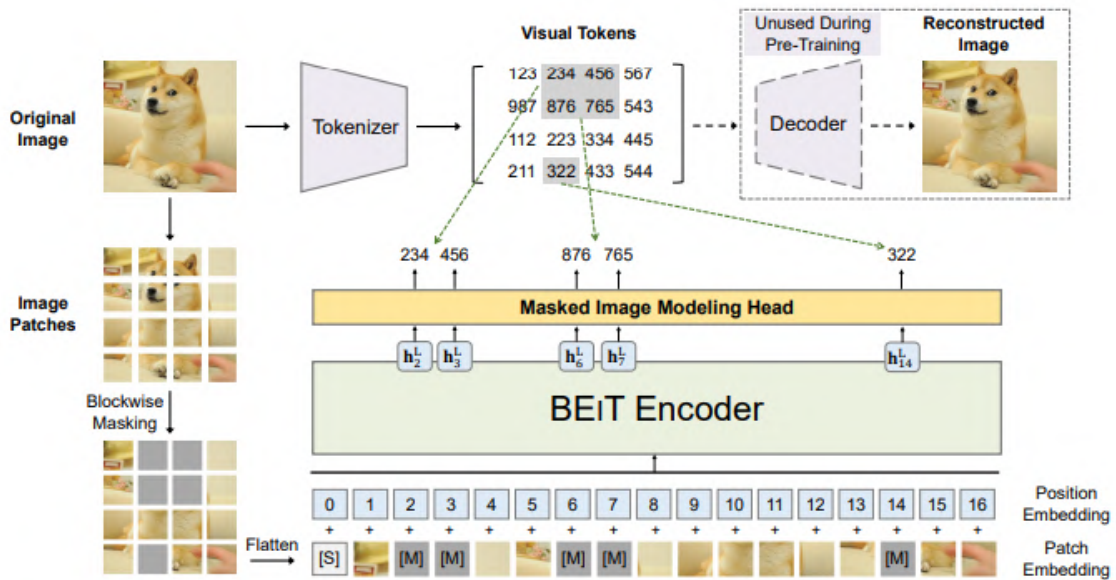 Original
Image
Tokenizer
Visual Tokens
123 234 456 567
987 876 765 543
112 223 334 445
211 322 433 544
Unused During
Pre-Training
Decoder
Reconstructed
Image
Image
Patches
Blockwise
Masking
Flatten
234 456 876 765 322
Masked Image Modeling Head
h₂ᴸ h₃ᴸ h₆ᴸ h₇ᴸ h₁₄ᴸ
BEiT Encoder
0 1 2 3 4 5 6 7 8 9 10 11 12 13 14 15 16
Position
Embedding
+ + + + + + + + + + + + + + + + +
[S] [M] [M] [M] [M] [M]
Patch
Embedding